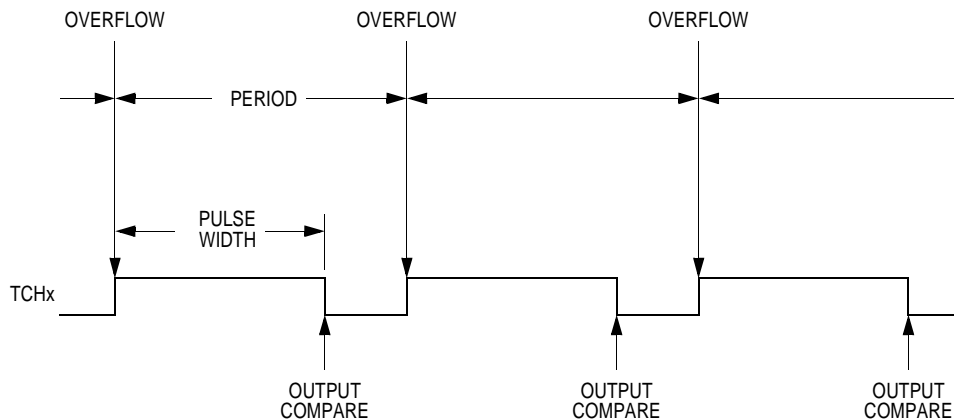 OVERFLOW OVERFLOW OVERFLOW
PERIOD
PULSE
WIDTH
TCHx
OUTPUT
COMPARE
OUTPUT
COMPARE
OUTPUT
COMPARE